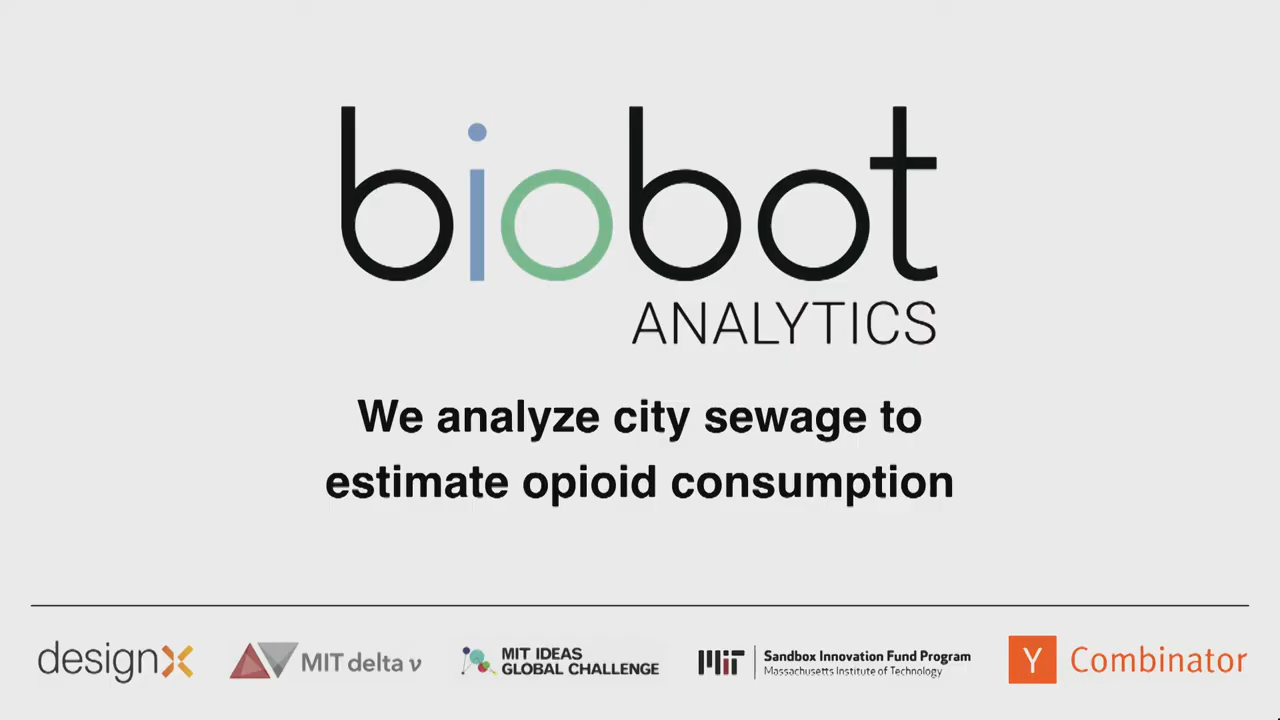 biobot
ANALYTICS
We analyze city sewage to
estimate opioid consumption
designx
MIT delta v
MIT IDEAS
GLOBAL CHALLENGE
MIT
Sandbox Innovation Fund Program
Massachusetts Institute of Technology
Y Combinator